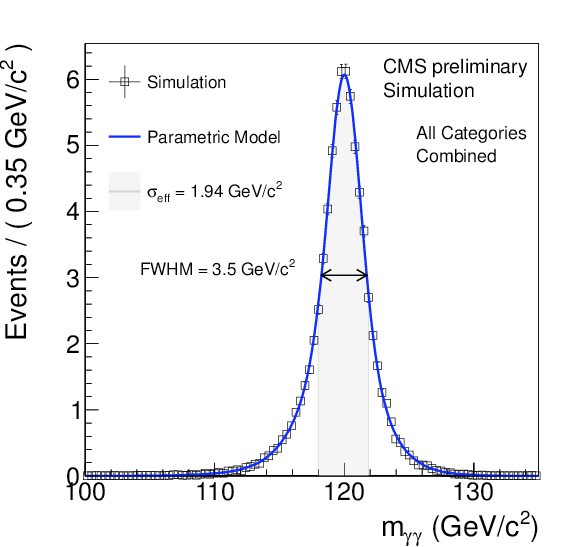 CMS preliminary
Simulation
All Categories
Combined
Simulation
Parametric Model
σeff = 1.94 GeV/c²
FWHM = 3.5 GeV/c²
Events / ( 0.35 GeV/c² )
6
5
4
3
2
1
0
100 110 120 130
mγγ (GeV/c²)